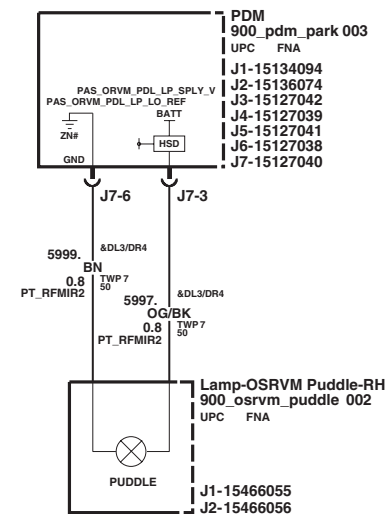 PDM
900_pdm_park 003
UPC FNA
J1-15134094
J2-15136074
J3-15127042
J4-15127039
J5-15127041
J6-15127038
J7-15127040
PAS_ORVM_PDL_LP_SPLY_V
PAS_ORVM_PDL_LP_LO_REF
BATT
ZN#
HSD
GND
J7-6
J7-3
5999.
&DL3/DR4
BN
0.8
TWP 7
50
PT_RFMIR2
5997.
&DL3/DR4
OG/BK
0.8
TWP 7
50
PT_RFMIR2
Lamp-OSRVM Puddle-RH
900_osrvm_puddle 002
UPC FNA
PUDDLE
J1-15466055
J2-15466056